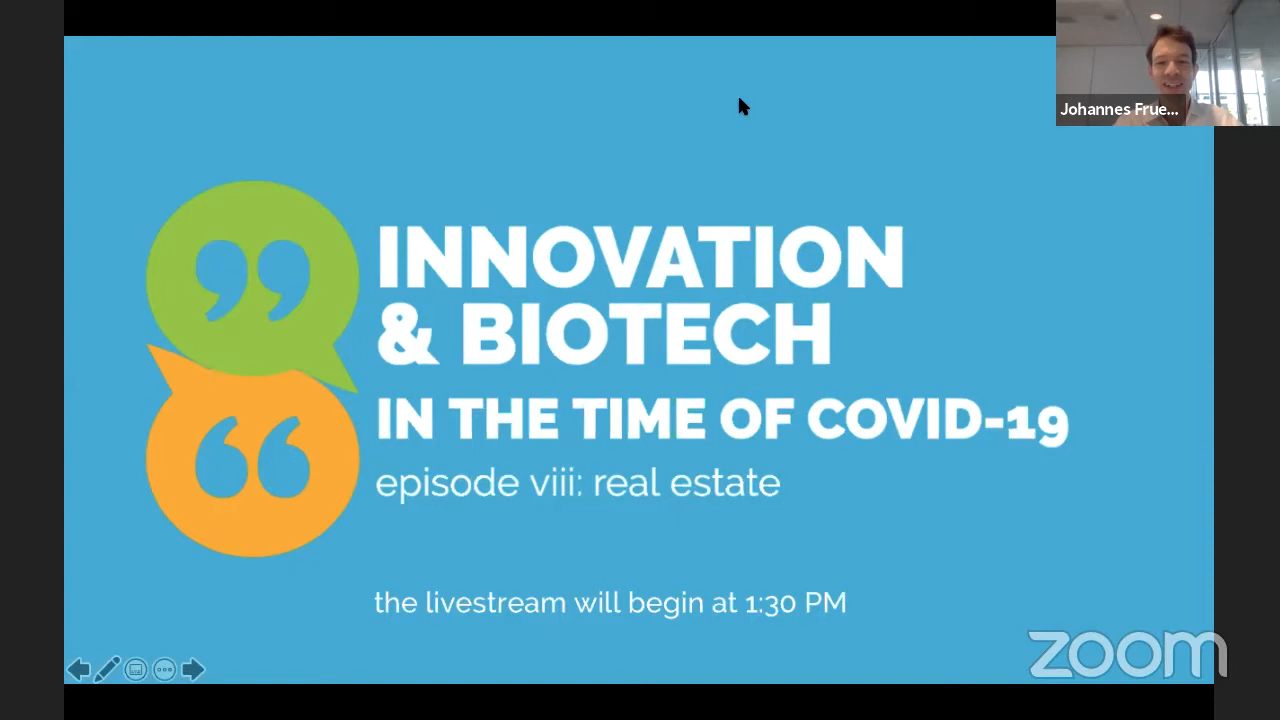 Johannes Frue...
INNOVATION
& BIOTECH
IN THE TIME OF COVID-19
episode viii: real estate
the livestream will begin at 1:30 PM
zoom